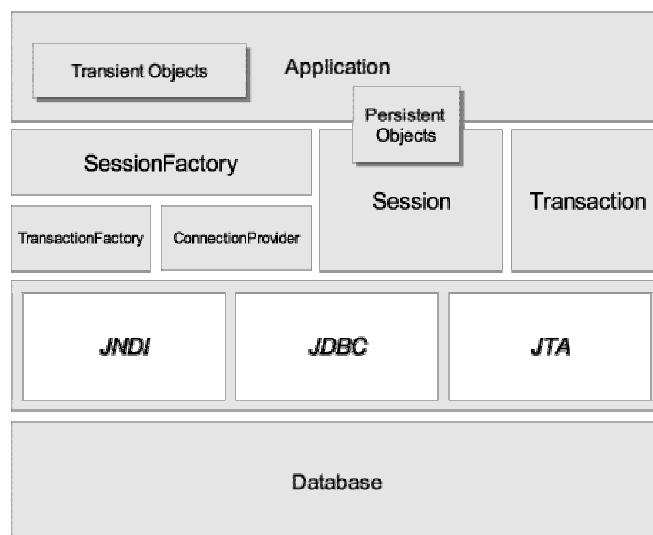 Transient Objects
Application
Persistent
Objects
SessionFactory
Session
Transaction
TransactionFactory
ConnectionProvider
JNDI
JDBC
JTA
Database